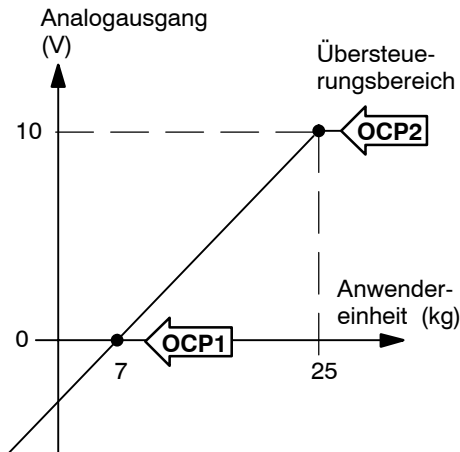 Analogausgang
(V)
Übersteue-
rungsbereich
10
OCP2
Anwender-
einheit (kg)
0
OCP1
7
25